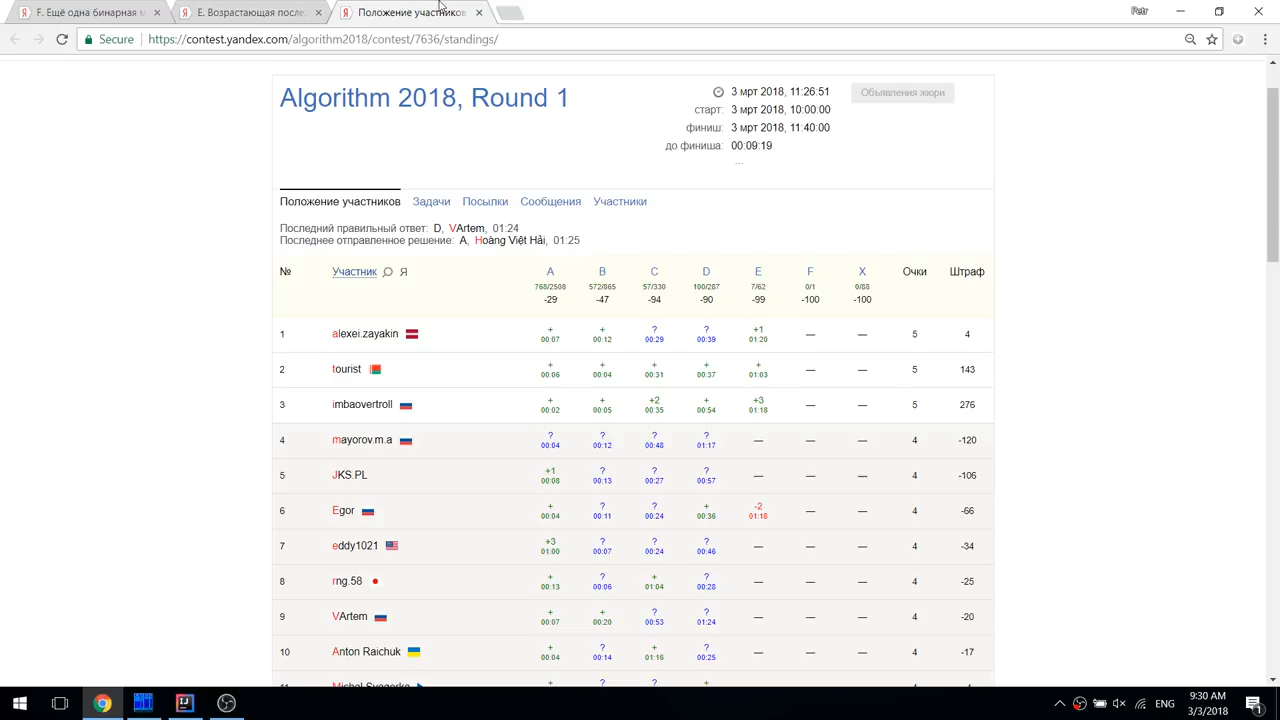 F. Ещё одна бинарная м
E. Возрастающая после
Положение участников
Petr
Secure
https://contest.yandex.com/algorithm2018/contest/7636/standings/
Algorithm 2018, Round 1
3 мрт 2018, 11:26:51
старт: 3 мрт 2018, 10:00:00
финиш: 3 мрт 2018, 11:40:00
до финиша: 00:09:19
...
Объявления жюри
Положение участников Задачи Посылки Сообщения Участники
Последний правильный ответ: D, VArtem, 01:24
Последнее отправленное решение: A, Hoàng Việt Hải, 01:25
№ Участник Я A B C D E F X Очки Штраф
768/2508 572/865 57/330 100/287 7/62 0/1 0/88
-29 -47 -94 -90 -99 -100 -100
1 alexei.zayakin + + ? ? +1 — — 5 4
00:07 00:12 00:29 00:39 01:20
2 tourist + + + + + — — 5 143
00:06 00:04 00:31 00:37 01:03
3 imbaovertroll + + +2 + +3 — — 5 276
00:02 00:05 00:35 00:54 01:18
4 mayorov.m.a ? ? ? ? — — — 4 -120
00:04 00:12 00:48 01:17
5 JKS.PL +1 ? ? ? — — — 4 -106
00:08 00:13 00:27 00:57
6 Egor + ? ? + -2 — — 4 -66
00:04 00:11 00:24 00:36 01:18
7 eddy1021 +3 ? ? ? — — — 4 -34
01:00 00:07 00:24 00:46
8 rng.58 + ? + ? — — — 4 -25
00:13 00:06 01:04 00:28
9 VArtem + + ? ? — — — 4 -20
00:07 00:20 00:53 01:24
10 Anton Raichuk + ? + ? — — — 4 -17
00:04 00:14 01:16 00:25
ENG
9:30 AM
3/3/2018
1